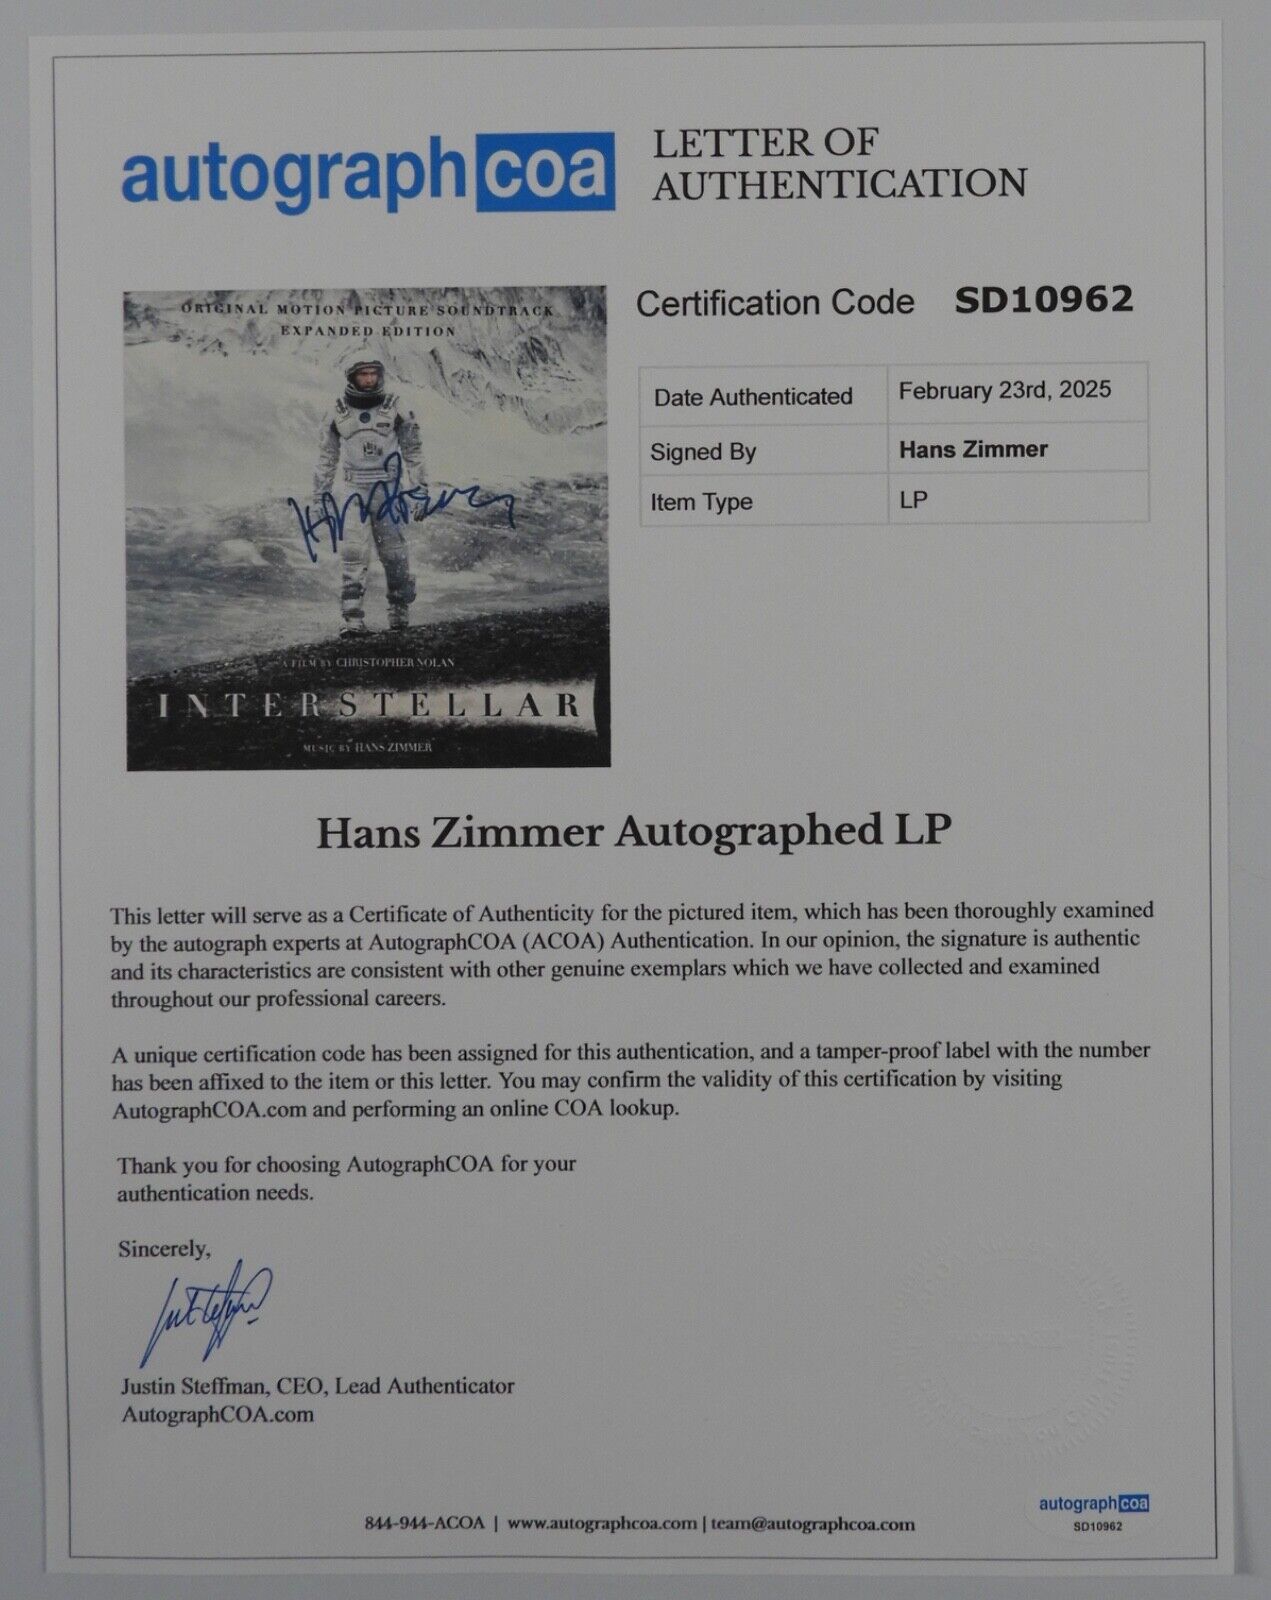 autographcoa
LETTER OF
AUTHENTICATION
ORIGINAL MOTION PICTURE SOUNDTRACK
EXPANDED EDITION
A FILM BY CHRISTOPHER NOLAN
INTERSTELLAR
MUSIC BY HANS ZIMMER
Certification Code SD10962
Date Authenticated February 23rd, 2025
Signed By Hans Zimmer
Item Type LP
Hans Zimmer Autographed LP
This letter will serve as a Certificate of Authenticity for the pictured item, which has been thoroughly examined
by the autograph experts at AutographCOA (ACOA) Authentication. In our opinion, the signature is authentic
and its characteristics are consistent with other genuine exemplars which we have collected and examined
throughout our professional careers.
A unique certification code has been assigned for this authentication, and a tamper-proof label with the number
has been affixed to the item or this letter. You may confirm the validity of this certification by visiting
AutographCOA.com and performing an online COA lookup.
Thank you for choosing AutographCOA for your
authentication needs.
Sincerely,
Justin Steffman, CEO, Lead Authenticator
AutographCOA.com
844-944-ACOA | www.autographcoa.com | team@autographcoa.com
autographcoa
SD10962